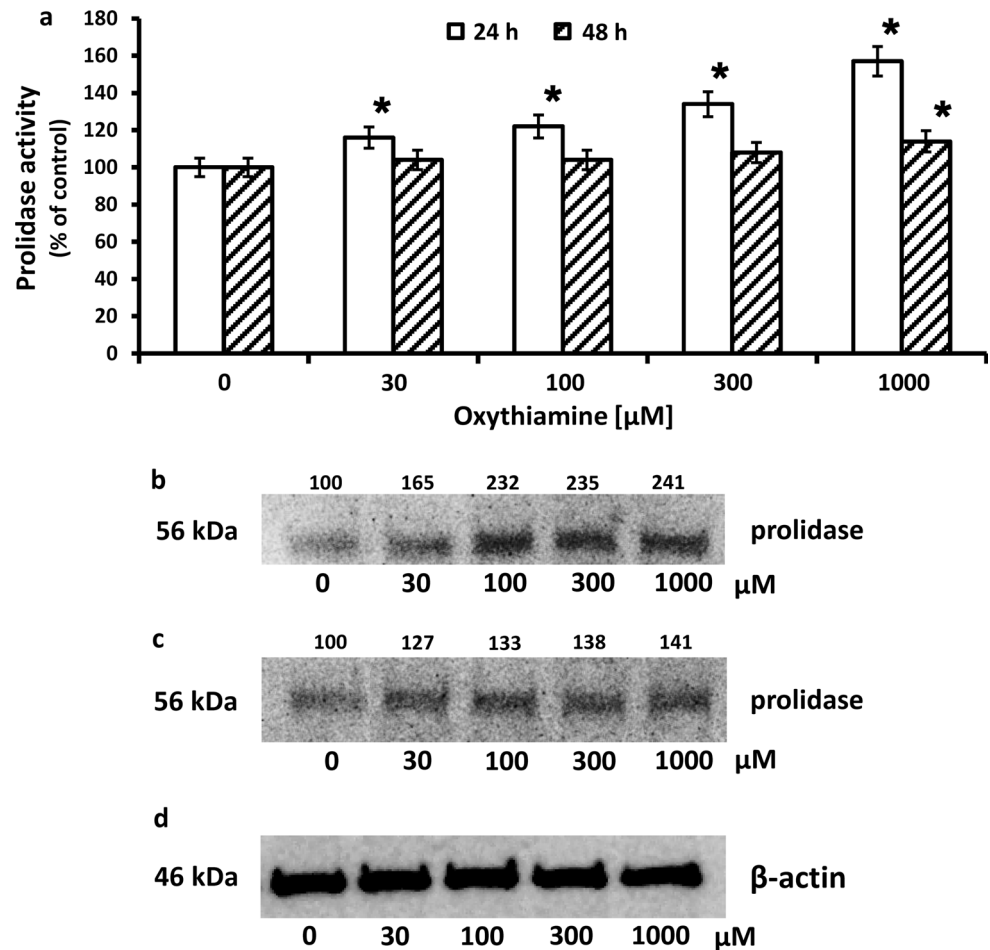 a
180
160
140
120
100
80
60
40
20
0
Prolidase activity
(% of control)
24 h 48 h
* * * * *
0 30 100 300 1000
Oxythiamine [µM]
b
100 165 232 235 241
56 kDa prolidase
0 30 100 300 1000 µM
c
100 127 133 138 141
56 kDa prolidase
0 30 100 300 1000 µM
d
46 kDa β-actin
0 30 100 300 1000 µM